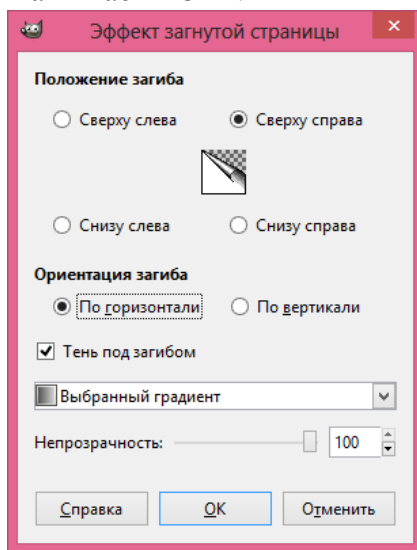 Эффект загнутой страницы
Положение загиба
Сверху слева Сверху справа
Снизу слева Снизу справа
Ориентация загиба
По горизонтали По вертикали
Тень под загибом
Выбранный градиент
Непрозрачность: 100
Справка OK Отменить